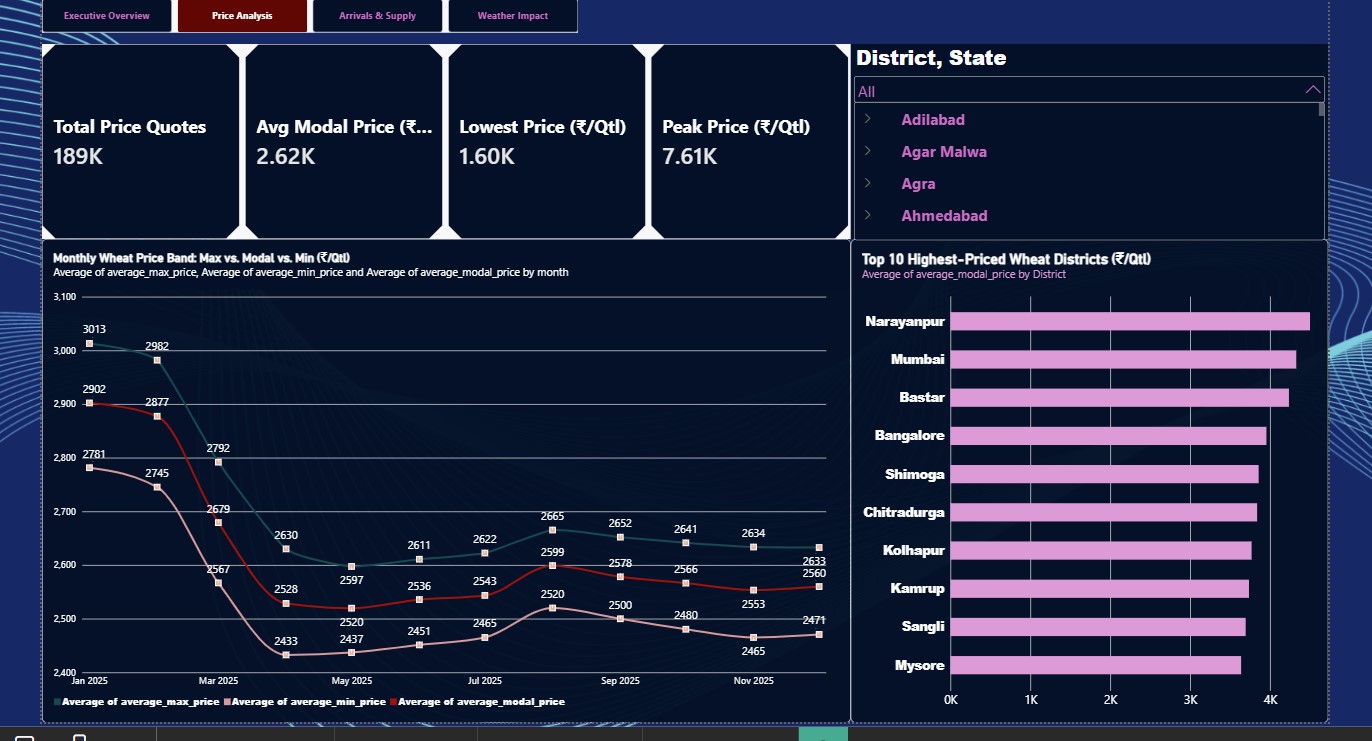 Executive Overview
Price Analysis
Arrivals & Supply
Weather Impact
Total Price Quotes
189K
Avg Modal Price (₹...
2.62K
Lowest Price (₹/Qtl)
1.60K
Peak Price (₹/Qtl)
7.61K
District, State
All
Adilabad
Agar Malwa
Agra
Ahmedabad
Monthly Wheat Price Band: Max vs. Modal vs. Min (₹/Qtl)
Average of average_max_price, Average of average_min_price and Average of average_modal_price by month
3,100
3,000
2,900
2,800
2,700
2,600
2,500
2,400
3013
2982
2792
2630
2597
2611
2622
2665
2652
2641
2634
2633
2902
2877
2679
2528
2520
2536
2543
2599
2578
2566
2553
2560
2781
2745
2567
2433
2437
2451
2465
2520
2500
2480
2465
2471
Jan 2025
Mar 2025
May 2025
Jul 2025
Sep 2025
Nov 2025
Average of average_max_price
Average of average_min_price
Average of average_modal_price
Top 10 Highest-Priced Wheat Districts (₹/Qtl)
Average of average_modal_price by District
Narayanpur
Mumbai
Bastar
Bangalore
Shimoga
Chitradurga
Kolhapur
Kamrup
Sangli
Mysore
0K
1K
2K
3K
4K